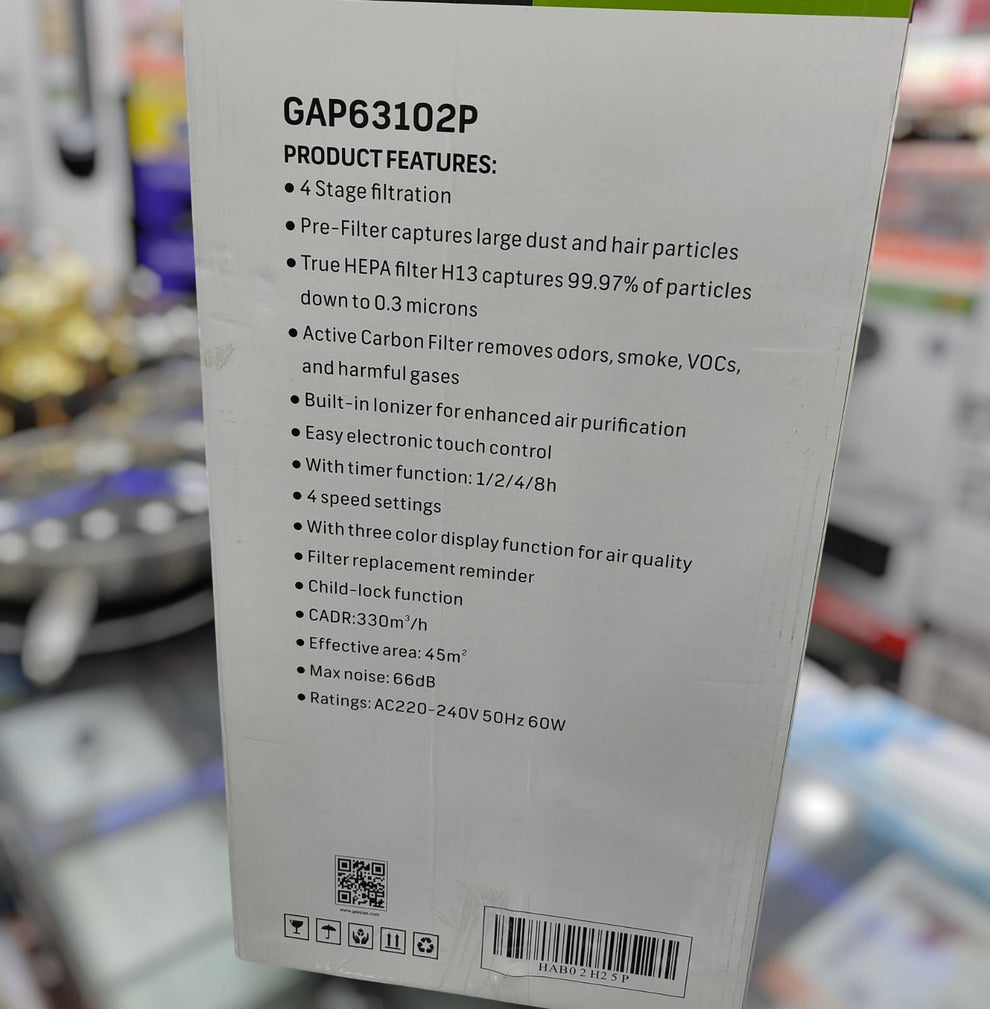 GAP63102P
PRODUCT FEATURES:
• 4 Stage filtration
• Pre-Filter captures large dust and hair particles
• True HEPA filter H13 captures 99.97% of particles
down to 0.3 microns
• Active Carbon Filter removes odors, smoke, VOCs,
and harmful gases
• Built-in Ionizer for enhanced air purification
• Easy electronic touch control
• With timer function: 1/2/4/8h
• 4 speed settings
• With three color display function for air quality
• Filter replacement reminder
• Child-lock function
• CADR:330m³/h
• Effective area: 45m²
• Max noise: 66dB
• Ratings: AC220-240V 50Hz 60W
www.geepas.com
HAB02H25P